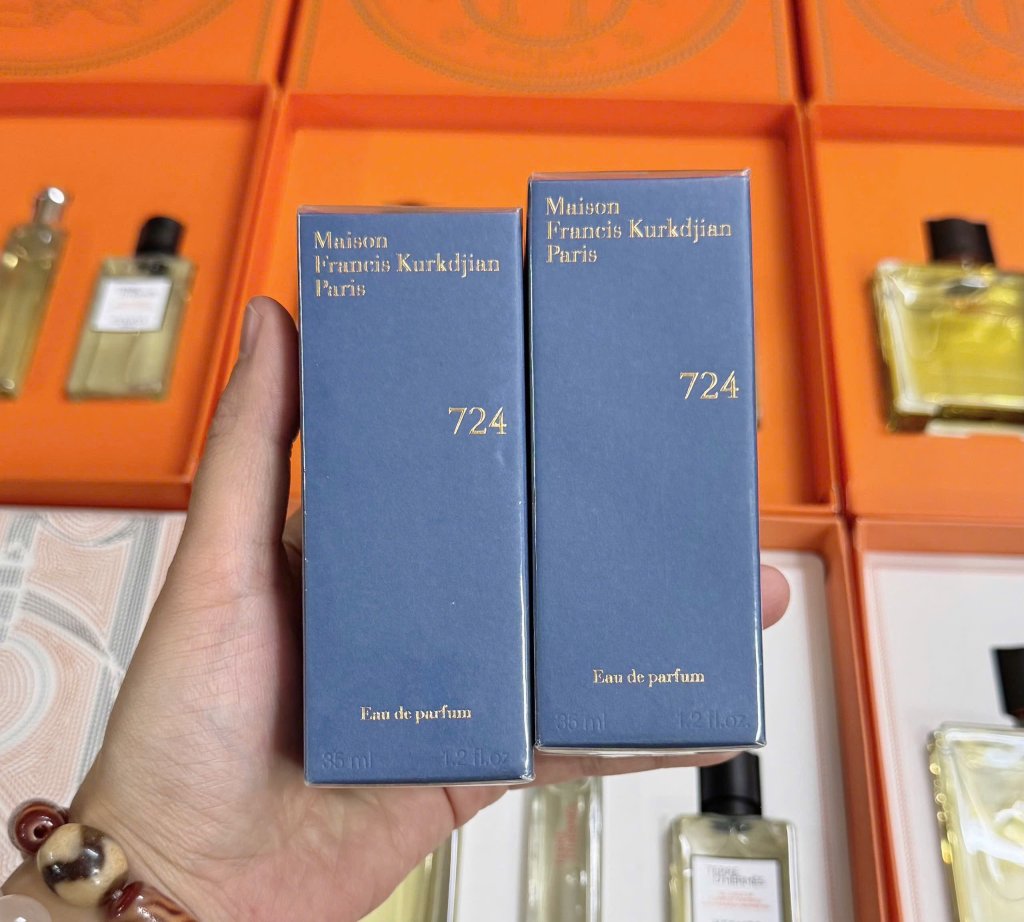 Maison
Francis Kurkdjian
Paris
724
Eau de parfum
35 ml 1.2 fl.oz.
Maison
Francis Kurkdjian
Paris
724
Eau de parfum
35 ml 1.2 fl.oz.